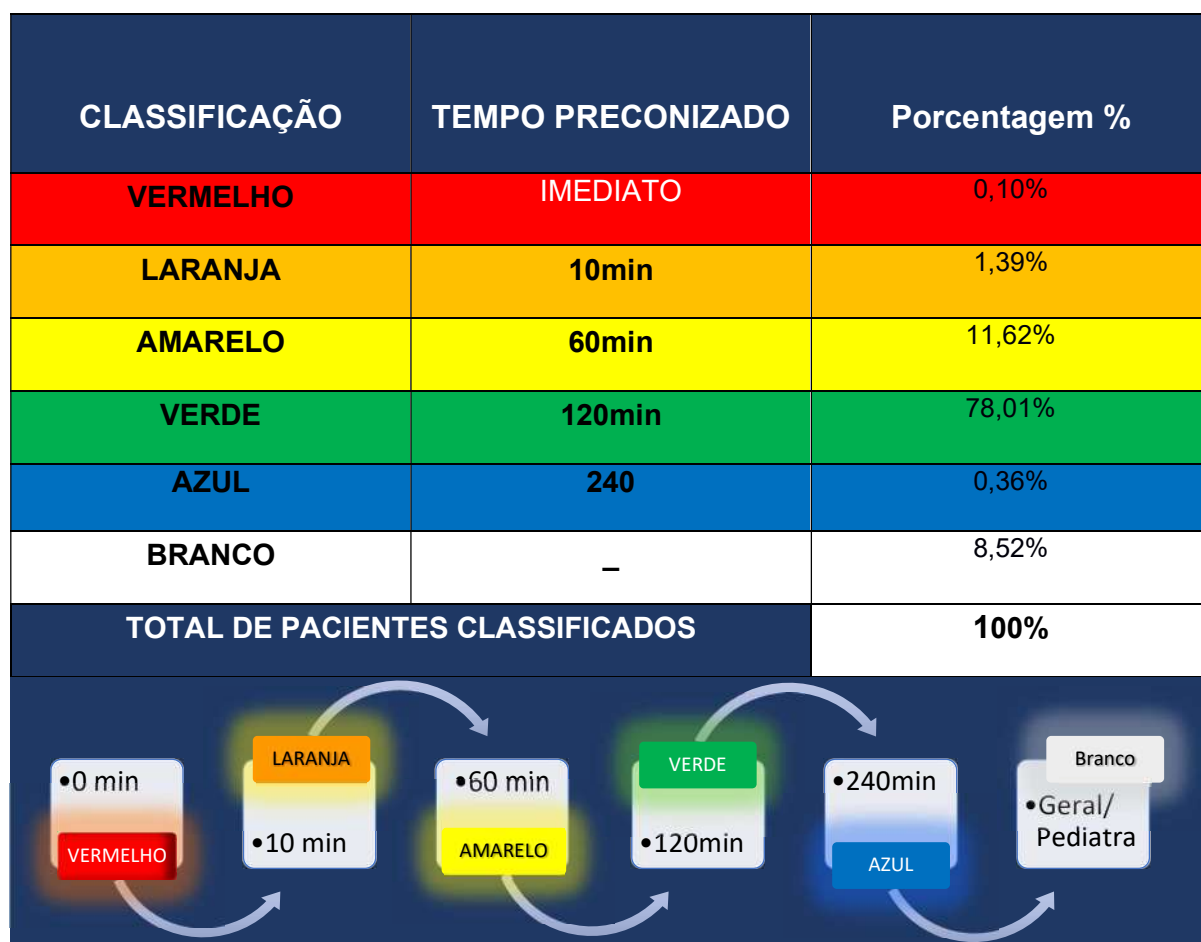 CLASSIFICAÇÃO TEMPO PRECONIZADO Porcentagem %
VERMELHO IMEDIATO 0,10%
LARANJA 10min 1,39%
AMARELO 60min 11,62%
VERDE 120min 78,01%
AZUL 240 0,36%
BRANCO – 8,52%
TOTAL DE PACIENTES CLASSIFICADOS 100%
•0 min
VERMELHO
LARANJA
•10 min
•60 min
AMARELO
VERDE
•120min
•240min
AZUL
Branco
•Geral/
Pediatra